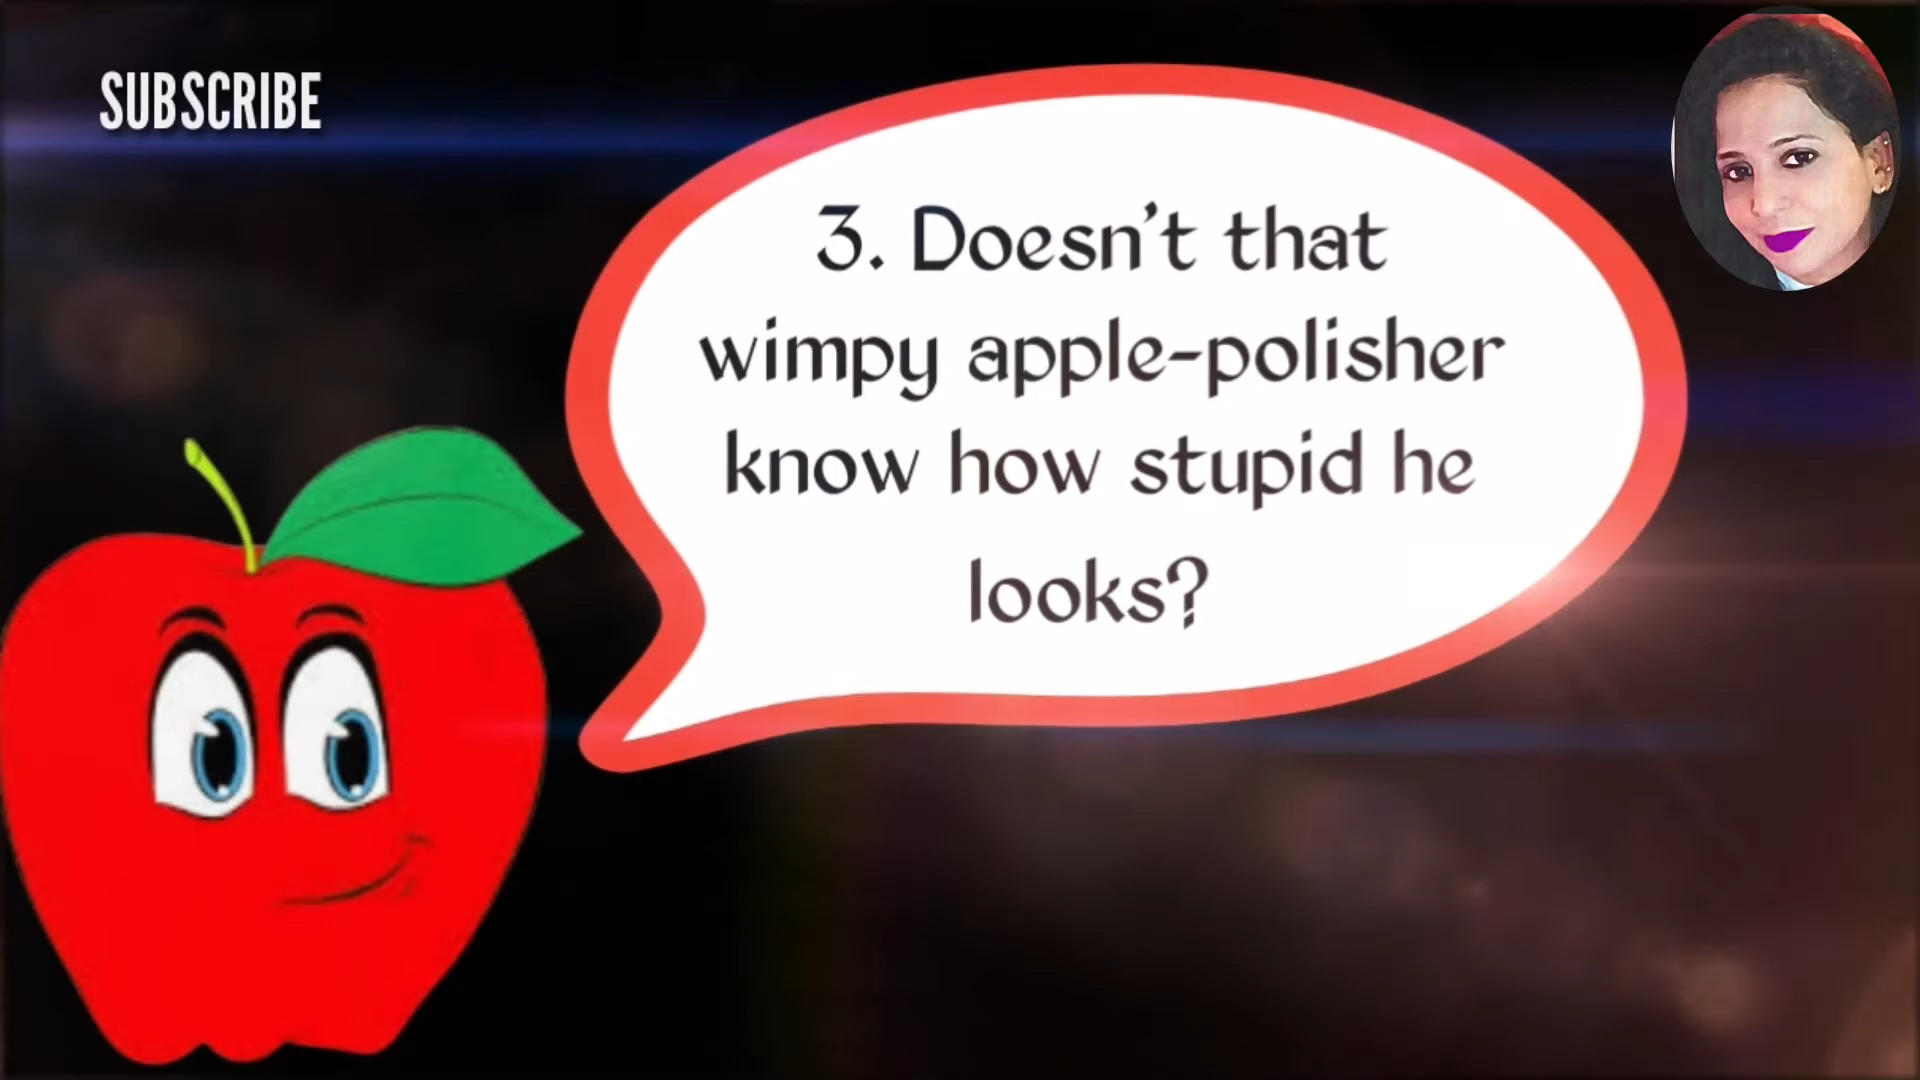 SUBSCRIBE
3. Doesn't that
wimpy apple-polisher
know how stupid he
looks?